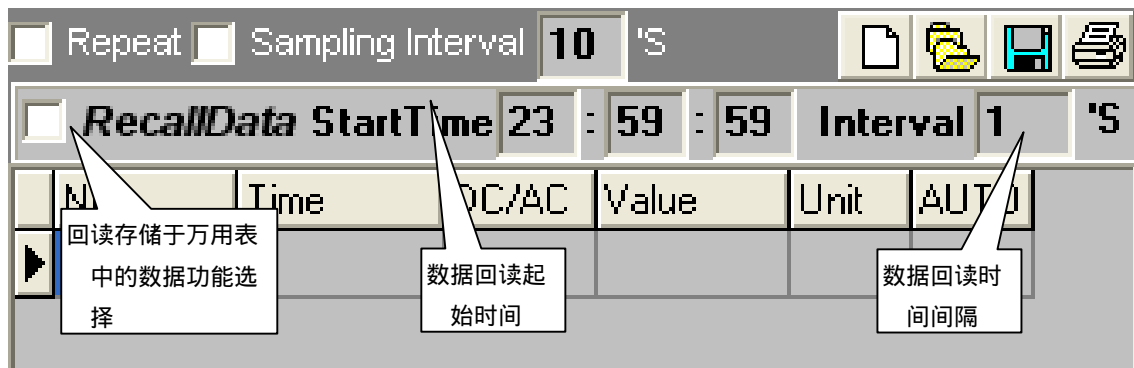 Repeat Sampling Interval 10 'S
RecallData StartTime 23 : 59 : 59 Interval 1 'S
Time DC/AC Value Unit AUTO
回读存储于万用表
中的数据功能选
择
数据回读起
始时间
数据回读时
间间隔